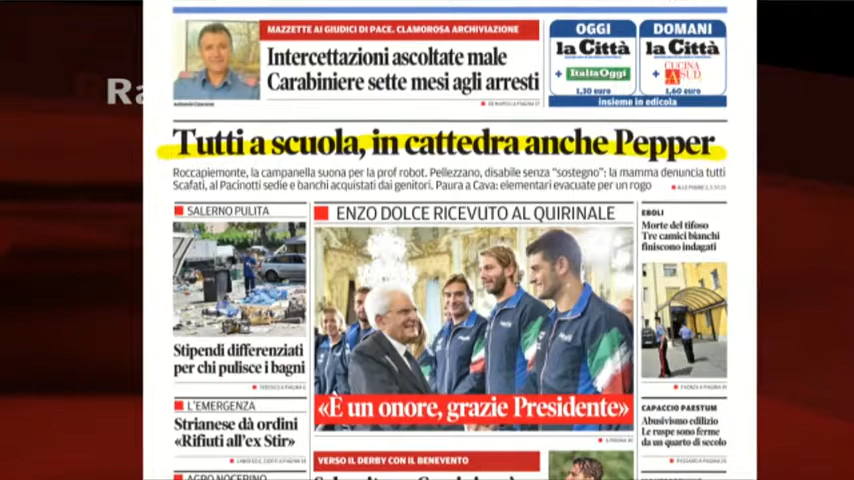 Ra
MAZZETTE AI GIUDICI DI PACE. CLAMOROSA ARCHIVIAZIONE
Intercettazioni ascoltate male
Carabiniere sette mesi agli arresti
OGGI
la Città
+ ItaliaOggi
1,30 euro
DOMANI
la Città
+ CUCINA A SUD
1,60 euro
insieme in edicola
Tutti a scuola, in cattedra anche Pepper
Roccapiemonte, la campanella suona per la prof robot. Pellezzano, disabile senza "sostegno": la mamma denuncia tutti
Scafati, al Pacinotti sedie e banchi acquistati dai genitori. Paura a Cava: elementari evacuate per un rogo
SALERNO PULITA
Stipendi differenziati
per chi pulisce i bagni
L'EMERGENZA
Strianese dà ordini
«Rifiuti all'ex Stir»
AGRO NOCERINO
ENZO DOLCE RICEVUTO AL QUIRINALE
«È un onore, grazie Presidente»
VERSO IL DERBY CON IL BENEVENTO
EBOLI
Morte del tifoso
Tre camici bianchi
finiscono indagati
CAPACCIO PAESTUM
Abusivismo edilizio
Le ruspe sono ferme
da un quarto di secolo